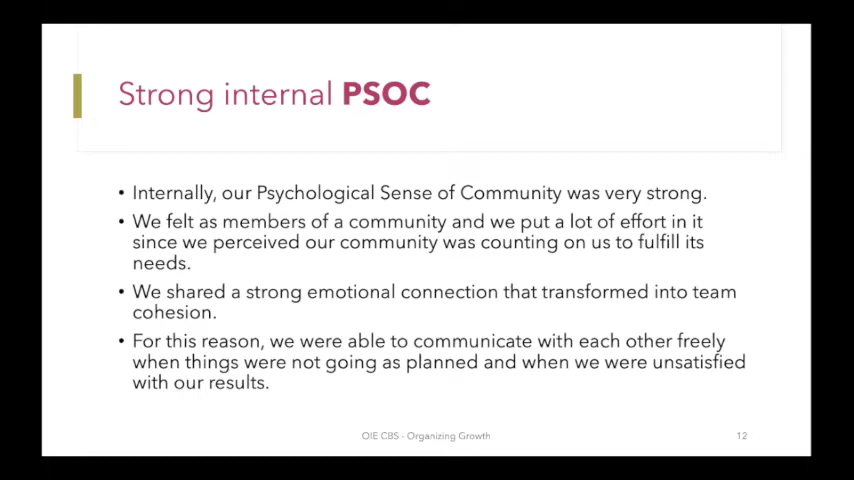 Strong internal PSOC
• Internally, our Psychological Sense of Community was very strong.
• We felt as members of a community and we put a lot of effort in it
since we perceived our community was counting on us to fulfill its
needs.
• We shared a strong emotional connection that transformed into team
cohesion.
• For this reason, we were able to communicate with each other freely
when things were not going as planned and when we were unsatisfied
with our results.
OIE CBS - Organizing Growth
12